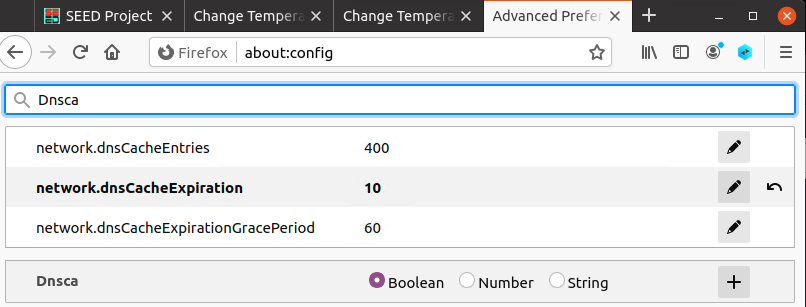 SEED Project
Change Tempera
Change Tempera
Advanced Prefer
Firefox
about:config
Dnsca
network.dnsCacheEntries 400
network.dnsCacheExpiration 10
network.dnsCacheExpirationGracePeriod 60
Dnsca Boolean Number String